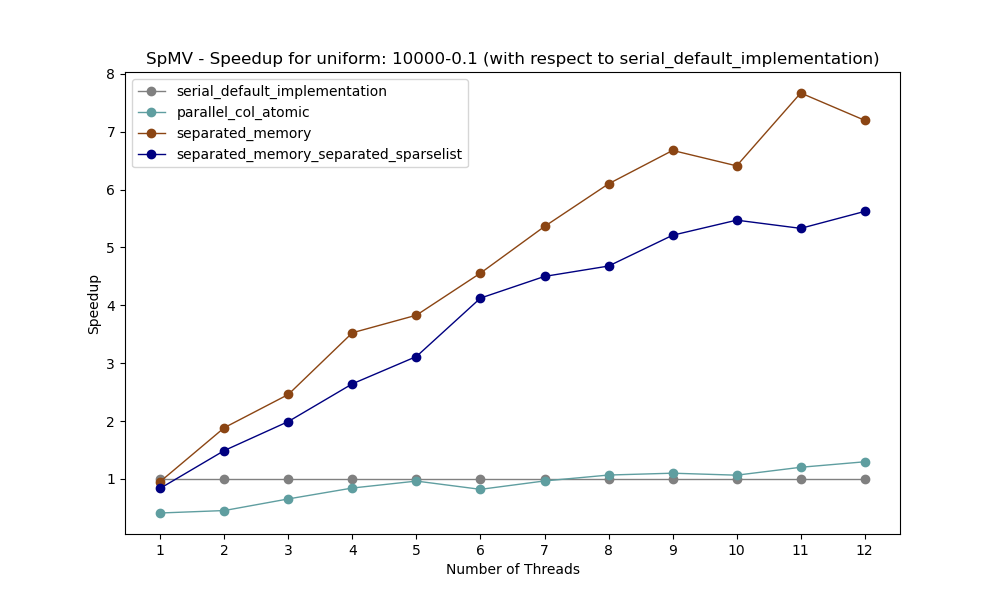 SpMV - Speedup for uniform: 10000-0.1 (with respect to serial_default_implementation)
serial_default_implementation
parallel_col_atomic
separated_memory
separated_memory_separated_sparselist
8
7
6
5
4
3
2
1
Speedup
1 2 3 4 5 6 7 8 9 10 11 12
Number of Threads